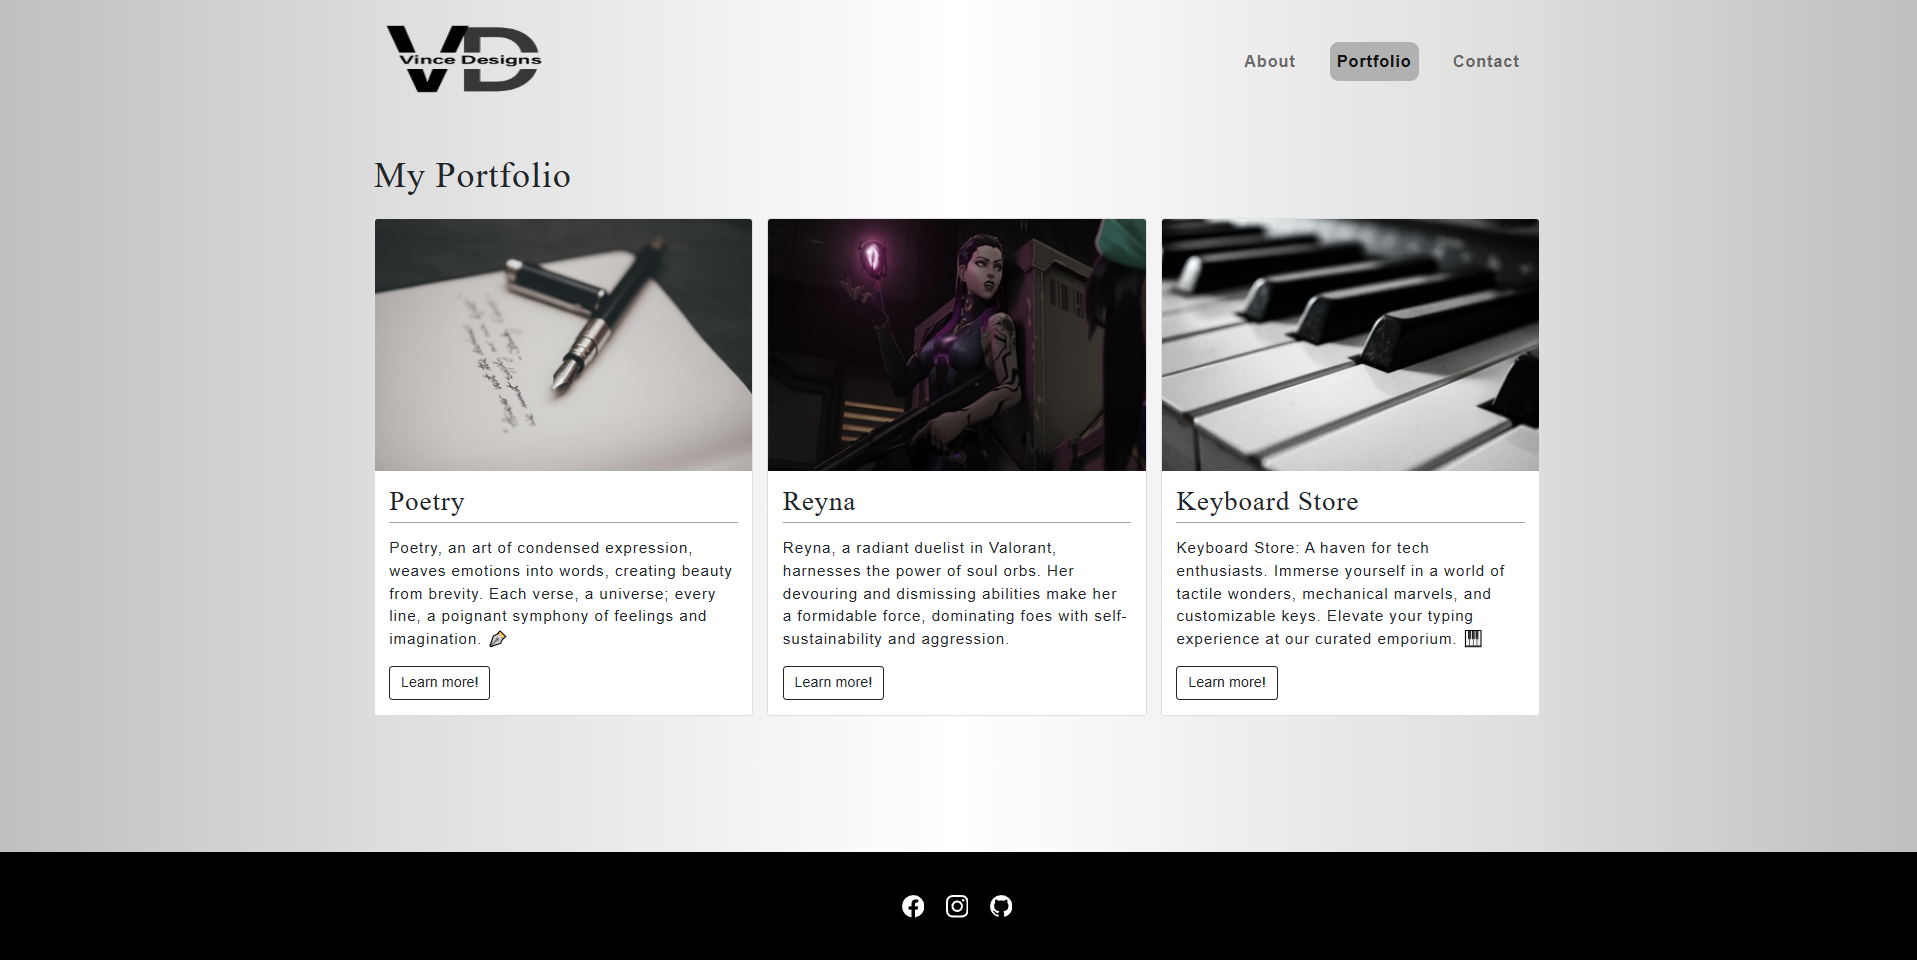 Vince Designs
About
Portfolio
Contact
My Portfolio
Poetry
Poetry, an art of condensed expression,
weaves emotions into words, creating beauty
from brevity. Each verse, a universe; every
line, a poignant symphony of feelings and
imagination.
Learn more!
Reyna
Reyna, a radiant duelist in Valorant,
harnesses the power of soul orbs. Her
devouring and dismissing abilities make her
a formidable force, dominating foes with self-
sustainability and aggression.
Learn more!
Keyboard Store
Keyboard Store: A haven for tech
enthusiasts. Immerse yourself in a world of
tactile wonders, mechanical marvels, and
customizable keys. Elevate your typing
experience at our curated emporium.
Learn more!